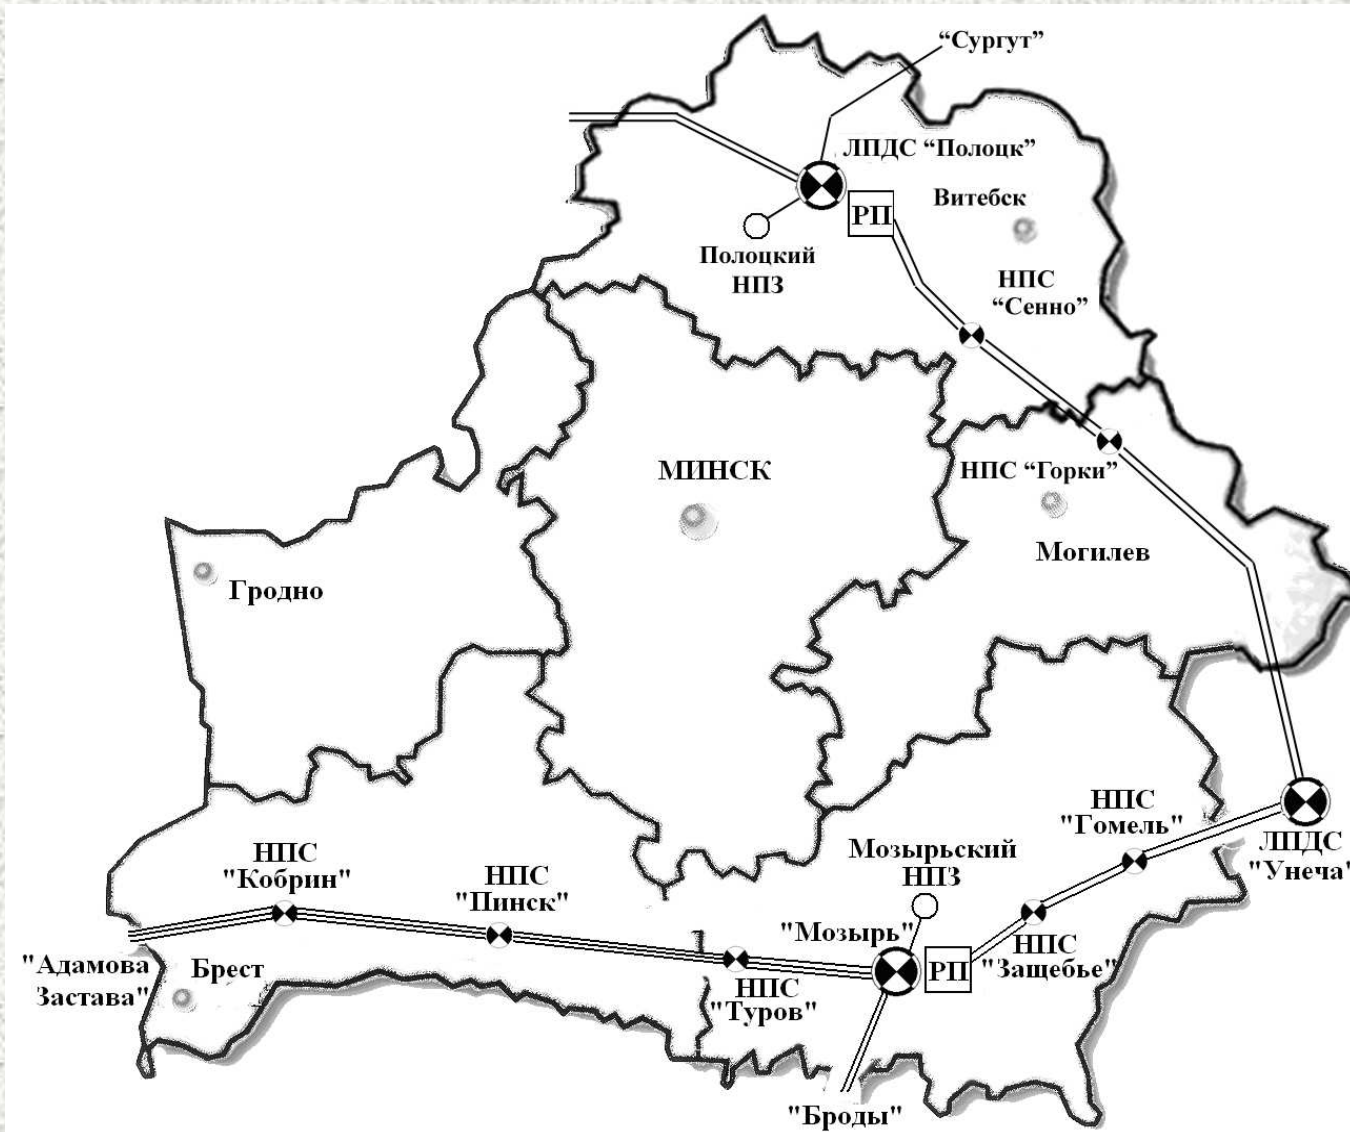 “Сургут”
ЛПДС “Полоцк”
Витебск
РП
Полоцкий
НПЗ
НПС
“Сенно”
МИНСК
НПС “Горки”
Могилев
Гродно
НПС
"Гомель"
ЛПДС
"Унеча"
Мозырьский
НПЗ
НПС
"Кобрин"
НПС
"Пинск"
"Мозырь"
РП
НПС
"Защебье"
"Адамова
Застава"
Брест
НПС
"Туров"
"Броды"